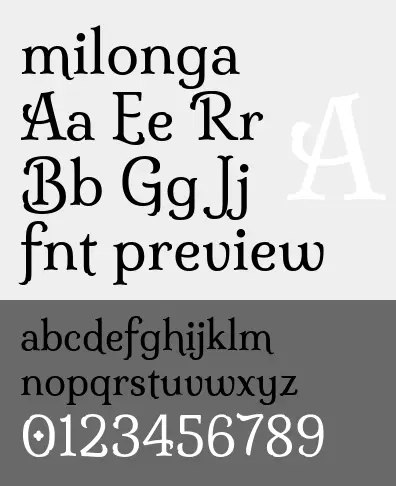 milonga
Aa Ee Rr
A
Bb Gg Jj
fnt preview
abcdefghijklm
nopqrstuvwxyz
0123456789